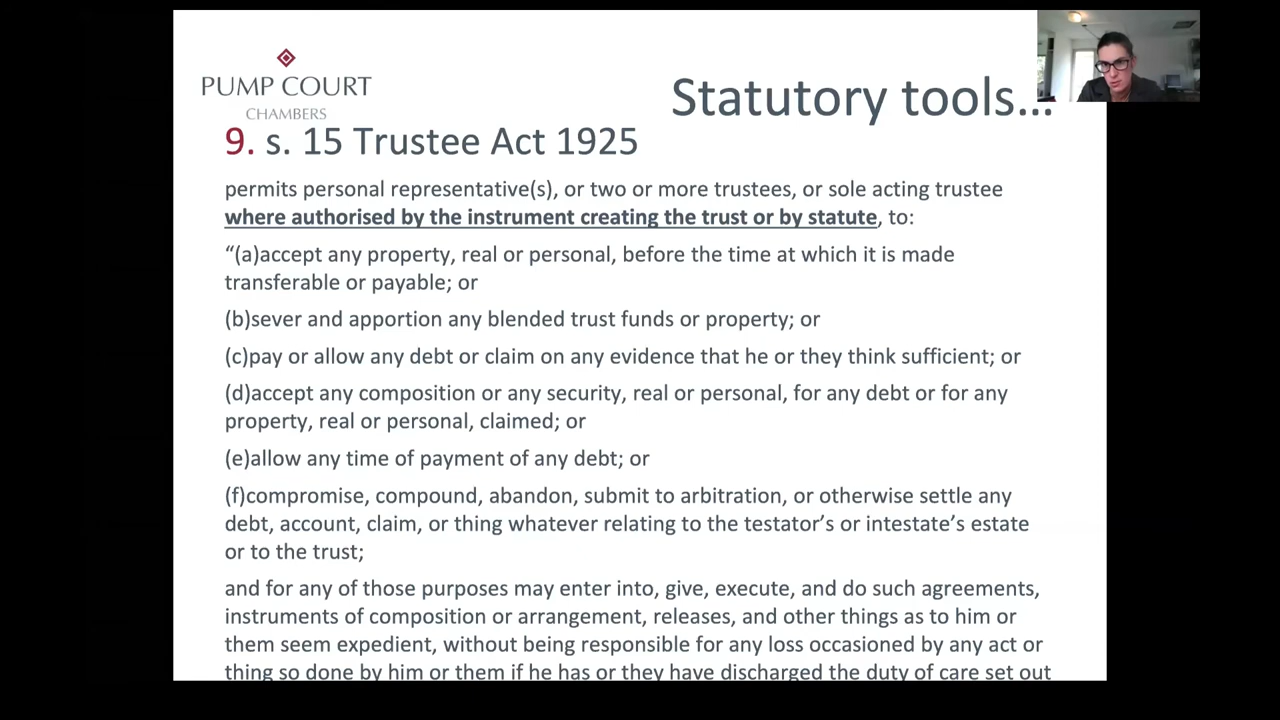 PUMP COURT
CHAMBERS
Statutory tools...
9. s. 15 Trustee Act 1925
permits personal representative(s), or two or more trustees, or sole acting trustee
where authorised by the instrument creating the trust or by statute, to:
“(a)accept any property, real or personal, before the time at which it is made
transferable or payable; or
(b)sever and apportion any blended trust funds or property; or
(c)pay or allow any debt or claim on any evidence that he or they think sufficient; or
(d)accept any composition or any security, real or personal, for any debt or for any
property, real or personal, claimed; or
(e)allow any time of payment of any debt; or
(f)compromise, compound, abandon, submit to arbitration, or otherwise settle any
debt, account, claim, or thing whatever relating to the testator’s or intestate’s estate
or to the trust;
and for any of those purposes may enter into, give, execute, and do such agreements,
instruments of composition or arrangement, releases, and other things as to him or
them seem expedient, without being responsible for any loss occasioned by any act or
thing so done by him or them if he has or they have discharged the duty of care set out